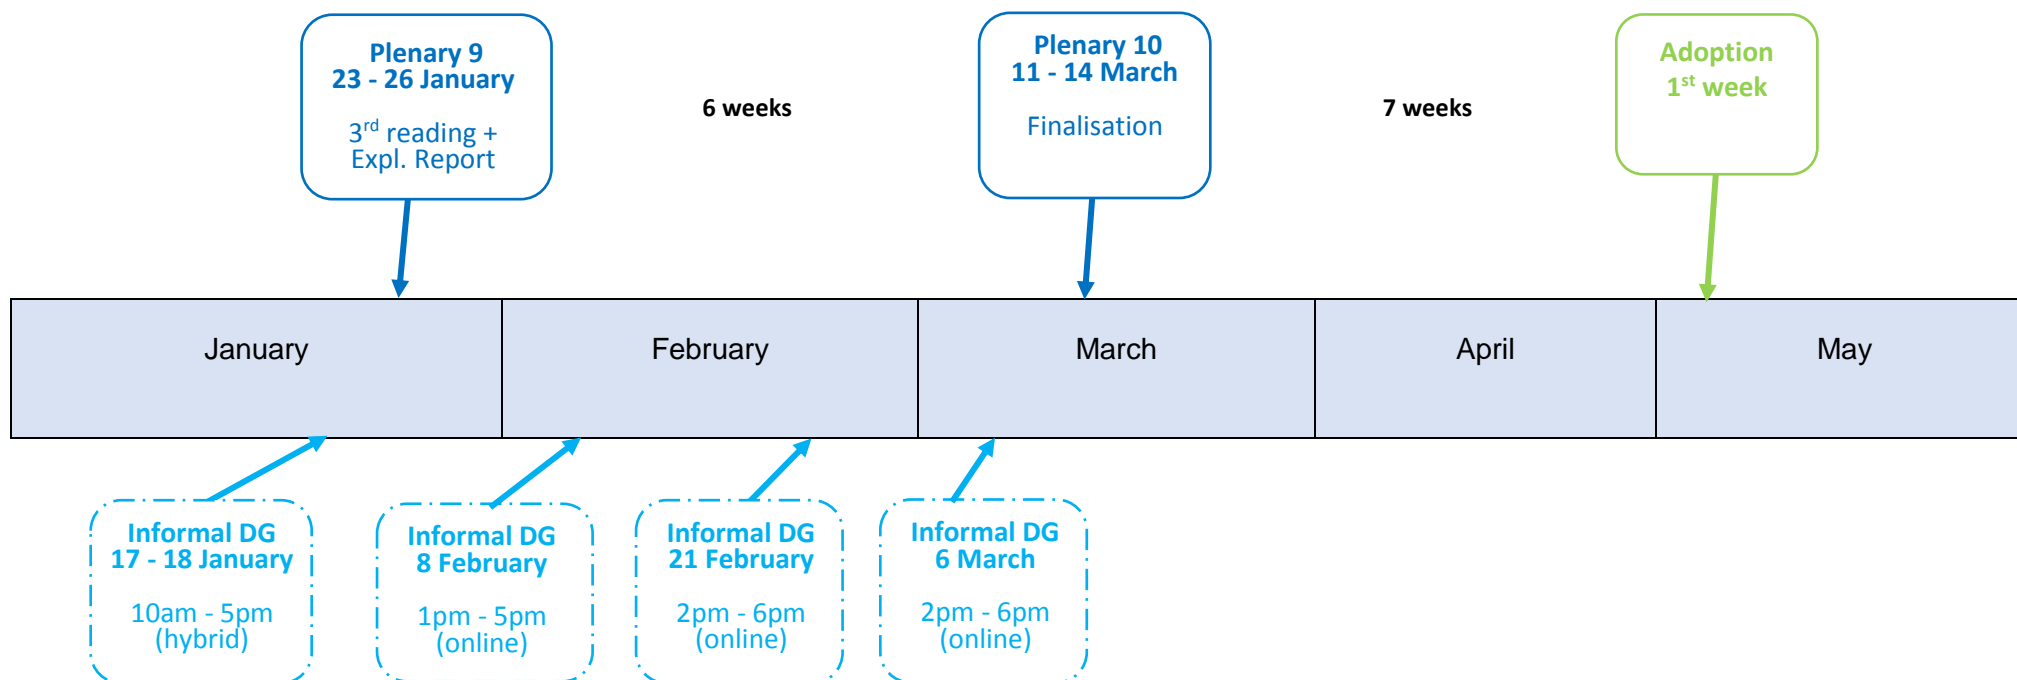 Plenary 9
23 - 26 January
3rd reading +
Expl. Report
6 weeks
Plenary 10
11 - 14 March
Finalisation
7 weeks
Adoption
1st week
January
February
March
April
May
Informal DG
17 - 18 January
10am - 5pm
(hybrid)
Informal DG
8 February
1pm - 5pm
(online)
Informal DG
21 February
2pm - 6pm
(online)
Informal DG
6 March
2pm - 6pm
(online)